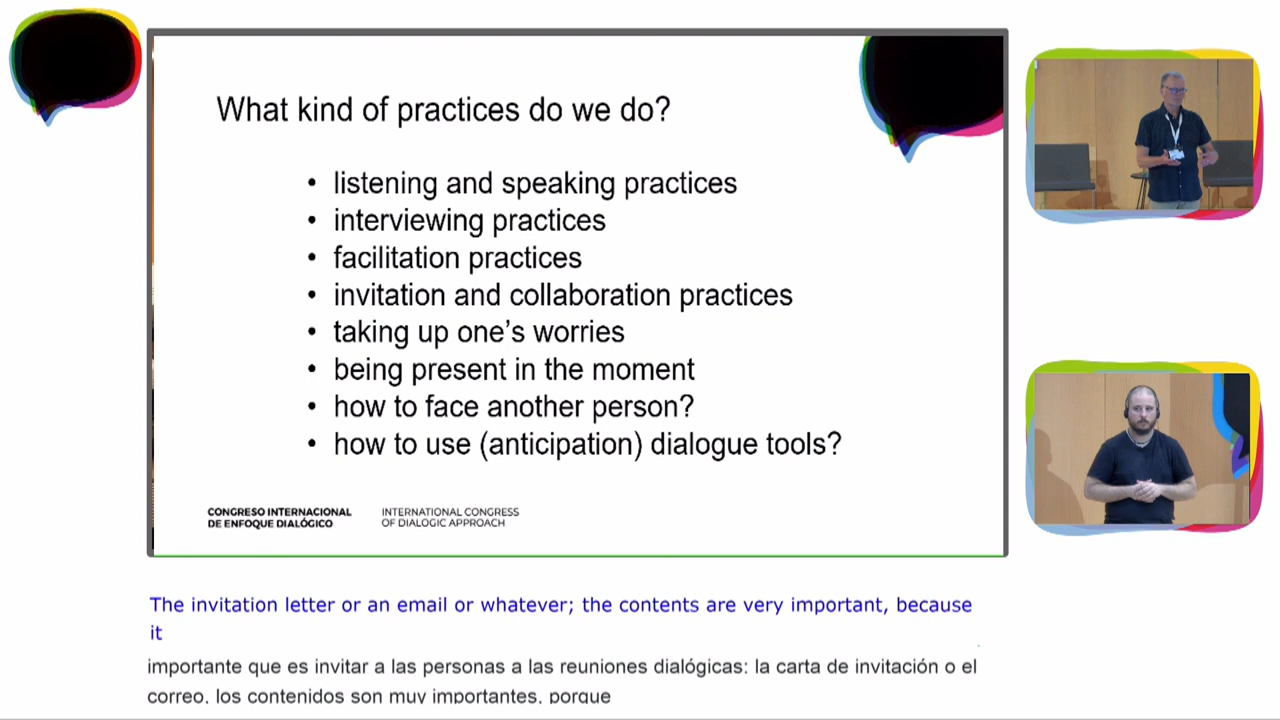 What kind of practices do we do?
• listening and speaking practices
• interviewing practices
• facilitation practices
• invitation and collaboration practices
• taking up one’s worries
• being present in the moment
• how to face another person?
• how to use (anticipation) dialogue tools?
CONGRESO INTERNACIONAL
DE ENFOQUE DIALÓGICO
INTERNATIONAL CONGRESS
OF DIALOGIC APPROACH
The invitation letter or an email or whatever; the contents are very important, because
it
importante que es invitar a las personas a las reuniones dialógicas: la carta de invitación o el
correo, los contenidos son muy importantes, porque